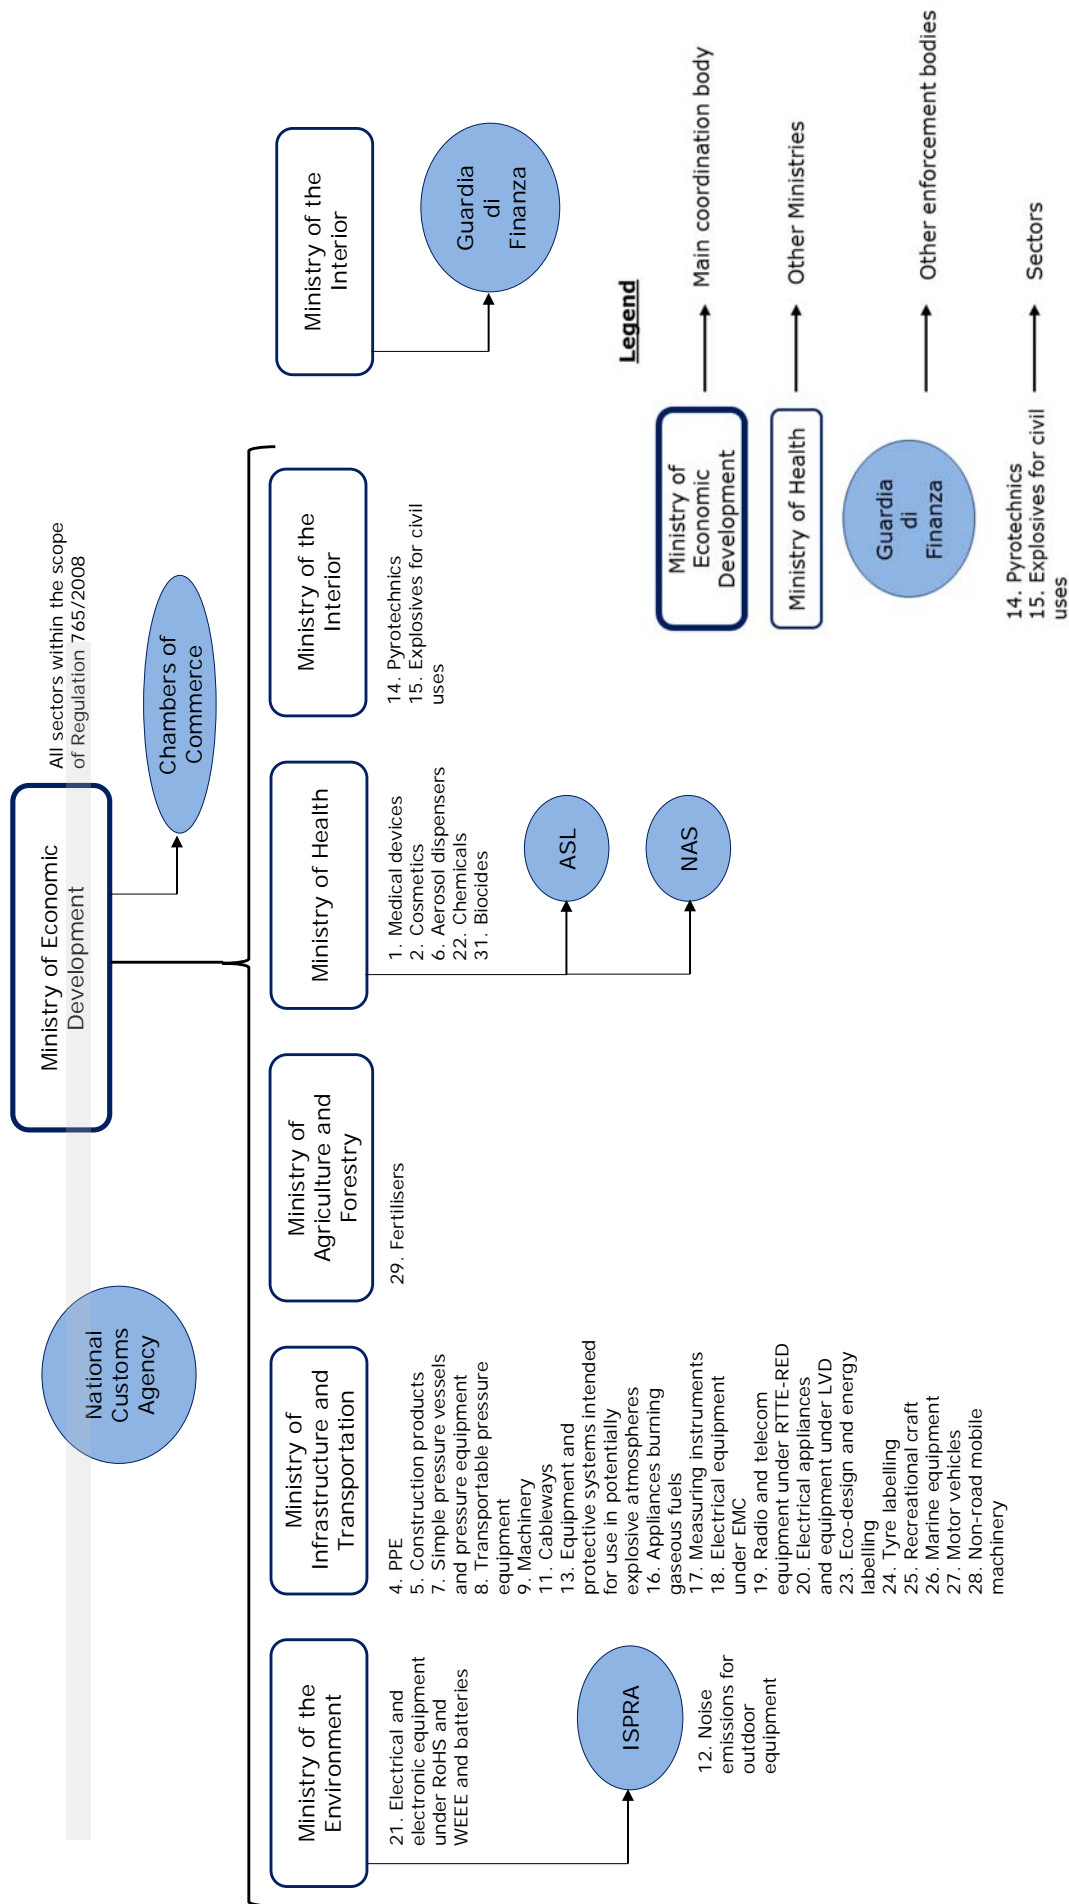 Ministry of Economic
Development
All sectors within the scope
of Regulation 765/2008
National
Customs
Agency
Chambers of
Commerce
Ministry of the
Environment
21. Electrical and
electronic equipment
under RoHS and
WEEE and batteries
ISPRA
12. Noise
emissions for
outdoor
equipment
Ministry of
Infrastructure and
Transportation
4. PPE
5. Construction products
7. Simple pressure vessels
and pressure equipment
8. Transportable pressure
equipment
9. Machinery
11. Cableways
13. Equipment and
protective systems intended
for use in potentially
explosive atmospheres
16. Appliances burning
gaseous fuels
17. Measuring instruments
18. Electrical equipment
under EMC
19. Radio and telecom
equipment under RTTE-RED
20. Electrical appliances
and equipment under LVD
23. Eco-design and energy
labelling
24. Tyre labelling
25. Recreational craft
26. Marine equipment
27. Motor vehicles
28. Non-road mobile
machinery
Ministry of
Agriculture and
Forestry
29. Fertilisers
Ministry of Health
1. Medical devices
2. Cosmetics
6. Aerosol dispensers
22. Chemicals
31. Biocides
ASL
NAS
Ministry of the
Interior
14. Pyrotechnics
15. Explosives for civil
uses
Ministry of the
Interior
Guardia
di
Finanza
Legend
Ministry of
Economic
Development
Main coordination body
Ministry of Health
Other Ministries
Guardia
di
Finanza
Other enforcement bodies
14. Pyrotechnics
15. Explosives for civil
uses
Sectors